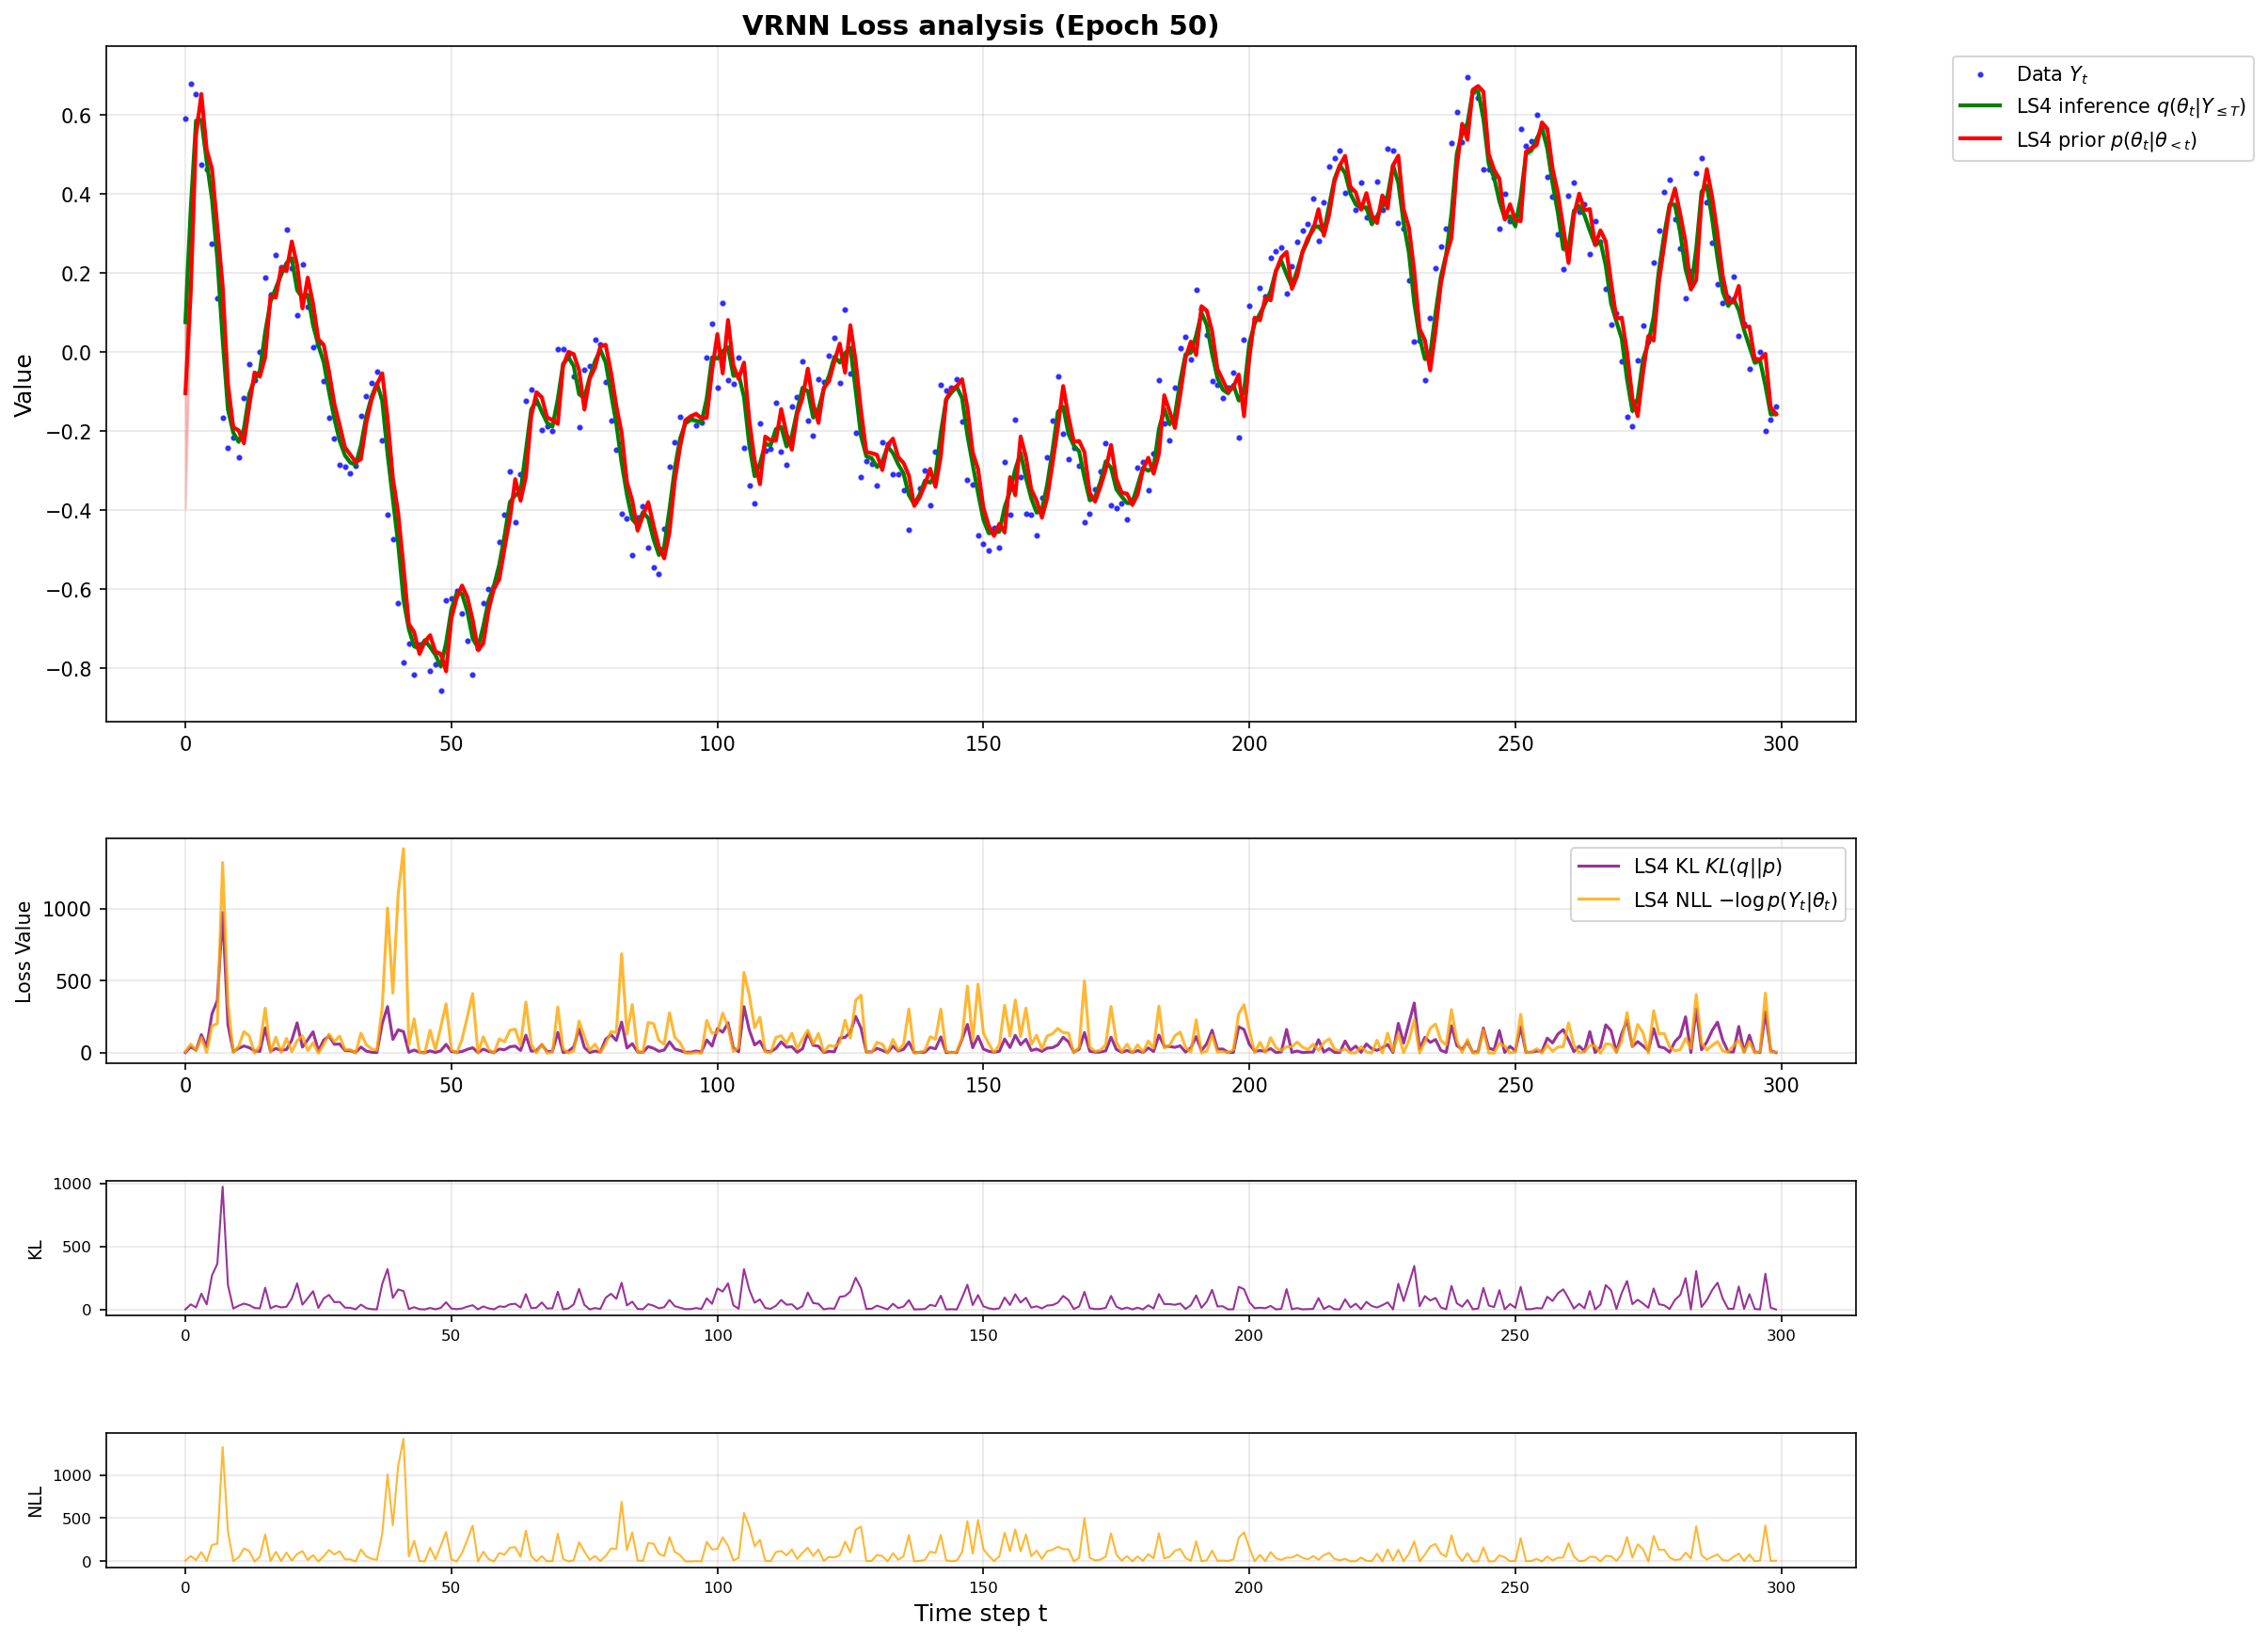 VRNN Loss analysis (Epoch 50)
Value
0.6
0.4
0.2
0.0
−0.2
−0.4
−0.6
−0.8
0 50 100 150 200 250 300
Data Y_t
LS4 inference q(θ_t|Y_{≤T})
LS4 prior p(θ_t|θ_{<t})
Loss Value
1000
500
0
LS4 KL KL(q||p)
LS4 NLL −log p(Y_t|θ_t)
0 50 100 150 200 250 300
KL
1000
500
0
0 50 100 150 200 250 300
NLL
1000
500
0
0 50 100 150 200 250 300
Time step t